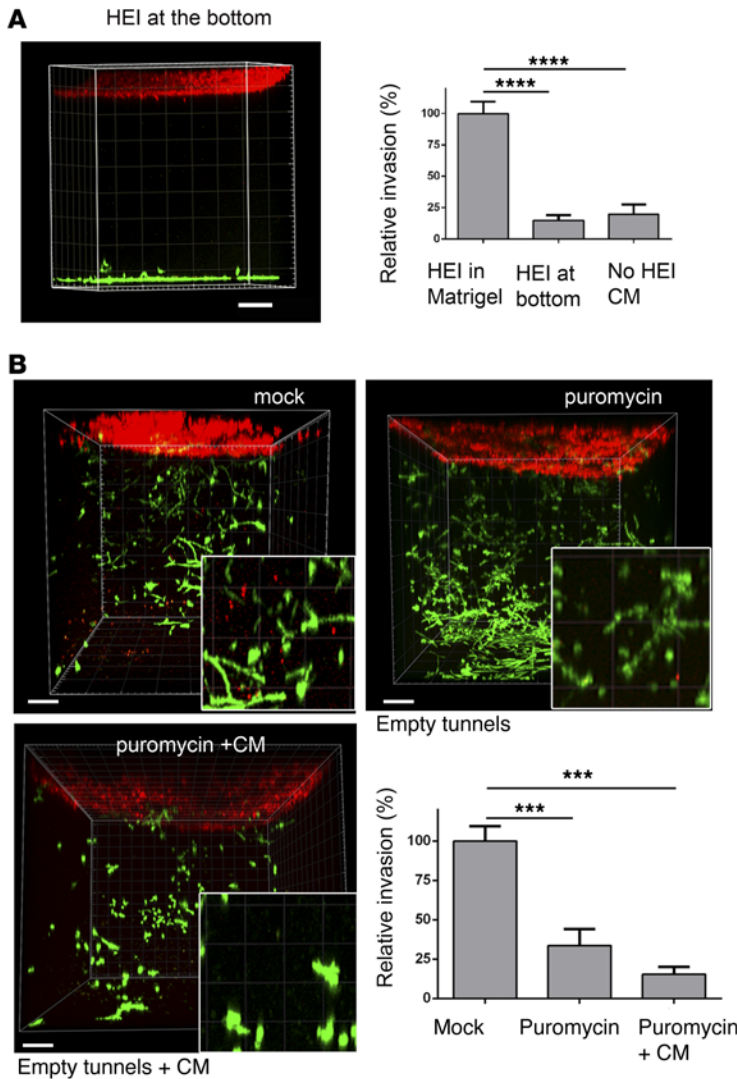 A
HEI at the bottom
****
****
Relative invasion (%)
100
75
50
25
0
HEI in
Matrigel
HEI at
bottom
No HEI
CM
B
mock
puromycin
Empty tunnels
puromycin +CM
Empty tunnels + CM
***
***
Relative invasion (%)
100
75
50
25
0
Mock
Puromycin
Puromycin
+ CM